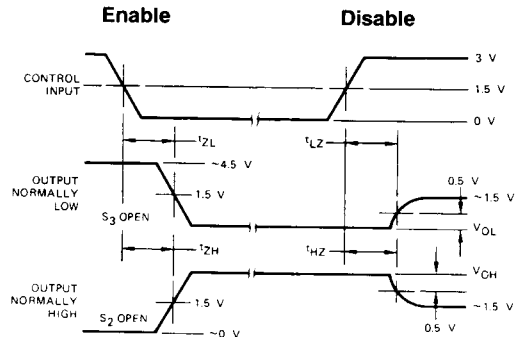 Enable
Disable
CONTROL
INPUT
3 V
1.5 V
0 V
tZL
tLZ
OUTPUT
NORMALLY
LOW
~4.5 V
1.5 V
S3 OPEN
0.5 V
~1.5 V
VOL
tZH
tHZ
OUTPUT
NORMALLY
HIGH
1.5 V
S2 OPEN
~0 V
VCH
~1.5 V
0.5 V